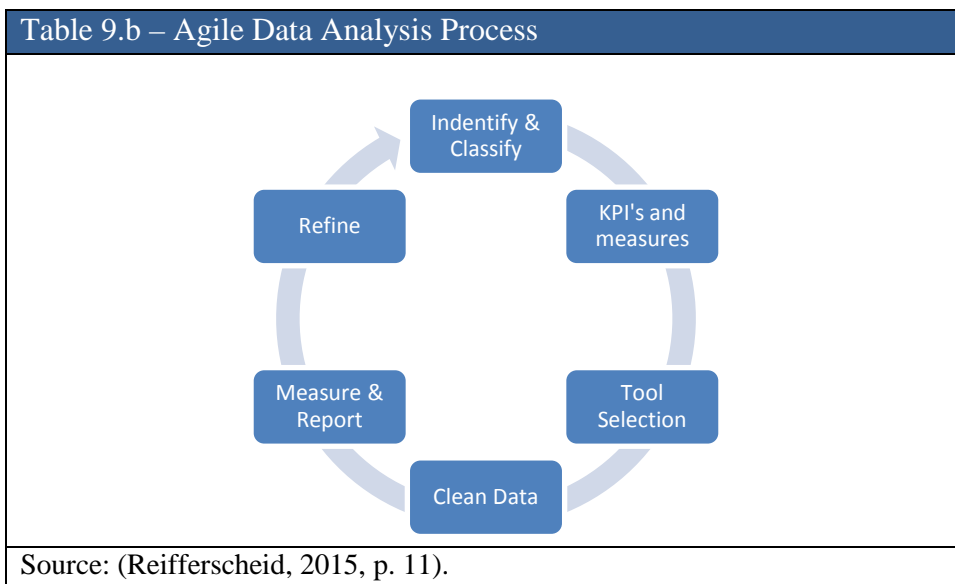 Table 9.b – Agile Data Analysis Process
Indentify &
Classify
KPI's and
measures
Tool
Selection
Clean Data
Measure &
Report
Refine
Source: (Reifferscheid, 2015, p. 11).